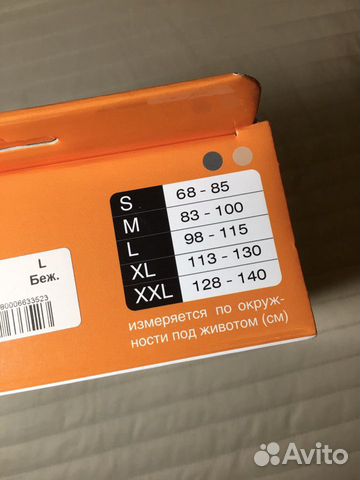 S 68 - 85
M 83 - 100
L 98 - 115
XL 113 - 130
XXL 128 - 140
измеряется по окруж-
ности под животом (см)
L
Беж.
80006633523
Avito